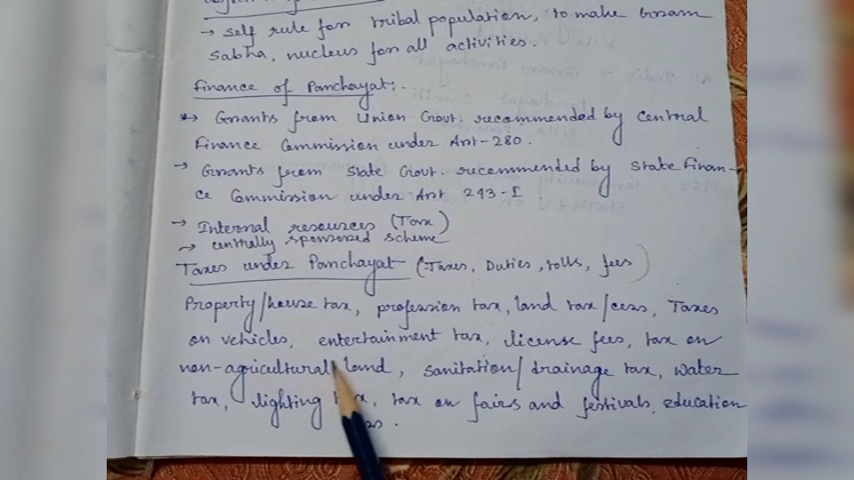 → self rule for tribal population, to make Gram
Sabha, nucleus for all activities.
Finance of Panchayat:.
→ Grants from Union Govt. recommended by central
Finance Commission under Art-280.
→ Grants from State Govt. recommended by State Finan-
ce Commission under Art 243-I
→ Internal resources (Tax)
→ centrally sponsored scheme
Taxes under Panchayat (Taxes, Duties, tolls, fees)
Property/house tax, profession tax, land tax/cess, Taxes
on vehicles, entertainment tax, license fees, tax on
non-agricultural land, sanitation/drainage tax, water
tax, lighting tax, tax on fairs and festivals, education